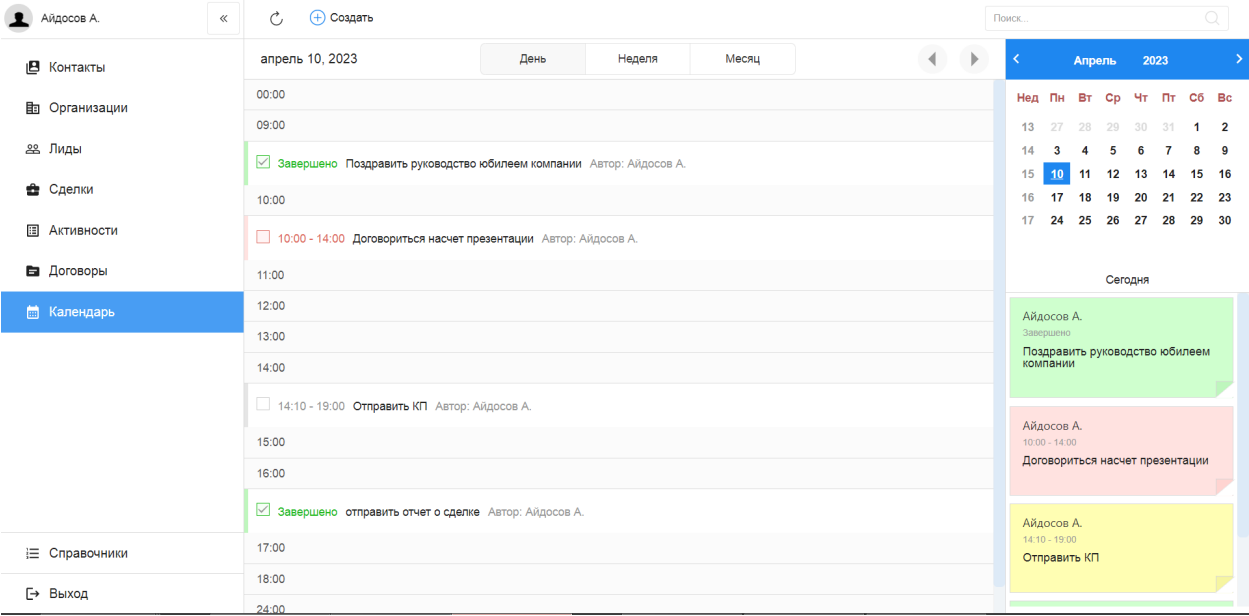 Айдосов А.
«
Создать
Поиск...
Контакты
Организации
Лиды
Сделки
Активности
Договоры
Календарь
Справочники
Выход
апрель 10, 2023
День
Неделя
Месяц
00:00
09:00
Завершено Поздравить руководство юбилеем компании Автор: Айдосов А.
10:00
10:00 - 14:00 Договориться насчет презентации Автор: Айдосов А.
11:00
12:00
13:00
14:00
14:10 - 19:00 Отправить КП Автор: Айдосов А.
15:00
16:00
Завершено отправить отчет о сделке Автор: Айдосов А.
17:00
18:00
24:00
Апрель 2023
Нед Пн Вт Ср Чт Пт Сб Вс
13 27 28 29 30 31 1 2
14 3 4 5 6 7 8 9
15 10 11 12 13 14 15 16
16 17 18 19 20 21 22 23
17 24 25 26 27 28 29 30
Сегодня
Айдосов А.
Завершено
Поздравить руководство юбилеем
компании
Айдосов А.
10:00 - 14:00
Договориться насчет презентации
Айдосов А.
14:10 - 19:00
Отправить КП